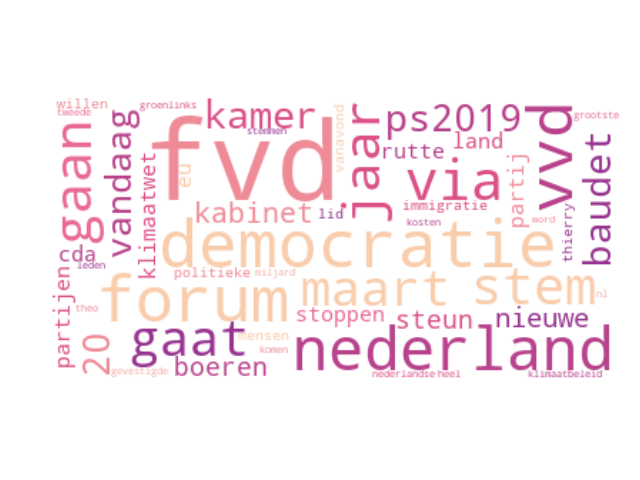 willen
tweede
groenlinks
kamer
stemmen
vanavond
jaar
ps2019
vvd
grootste
gaan
vandaag
klimaatwet
fvd
eu
rutte
land
via
partij
baudet
kabinet
lid
immigratie
kosten
word
thierry
cda
leden
democratie
politieke
miljard
partijen
theo
forum
maart
stem
nl
20
gaat
mensen
stoppen
steun
nieuwe
komen
boeren
gevestigde
nederland
nederlandse
heel
klimaatbeleid